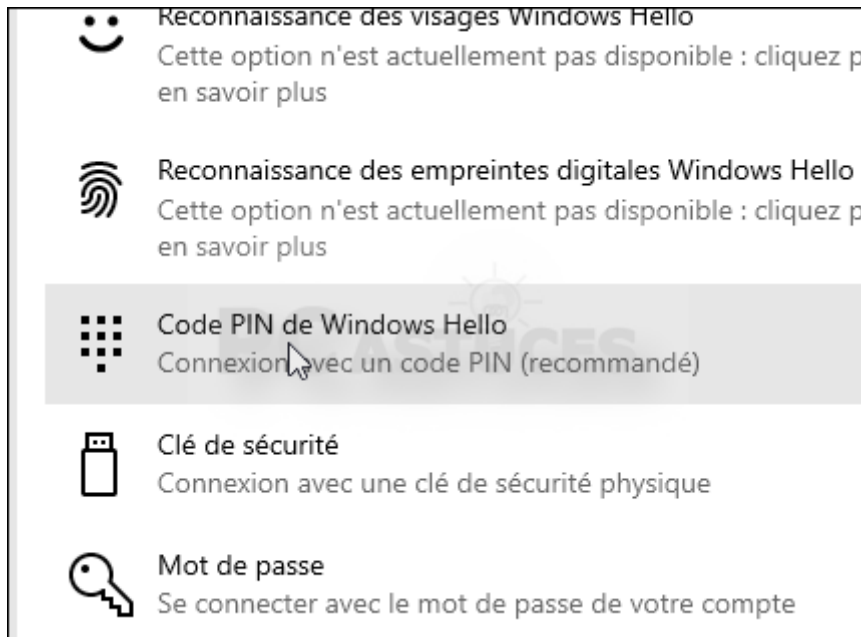 Reconnaissance des visages Windows Hello
Cette option n'est actuellement pas disponible : cliquez p
en savoir plus
Reconnaissance des empreintes digitales Windows Hello
Cette option n'est actuellement pas disponible : cliquez p
en savoir plus
Code PIN de Windows Hello
Connexion avec un code PIN (recommandé)
PC ASTUCES
Clé de sécurité
Connexion avec une clé de sécurité physique
Mot de passe
Se connecter avec le mot de passe de votre compte